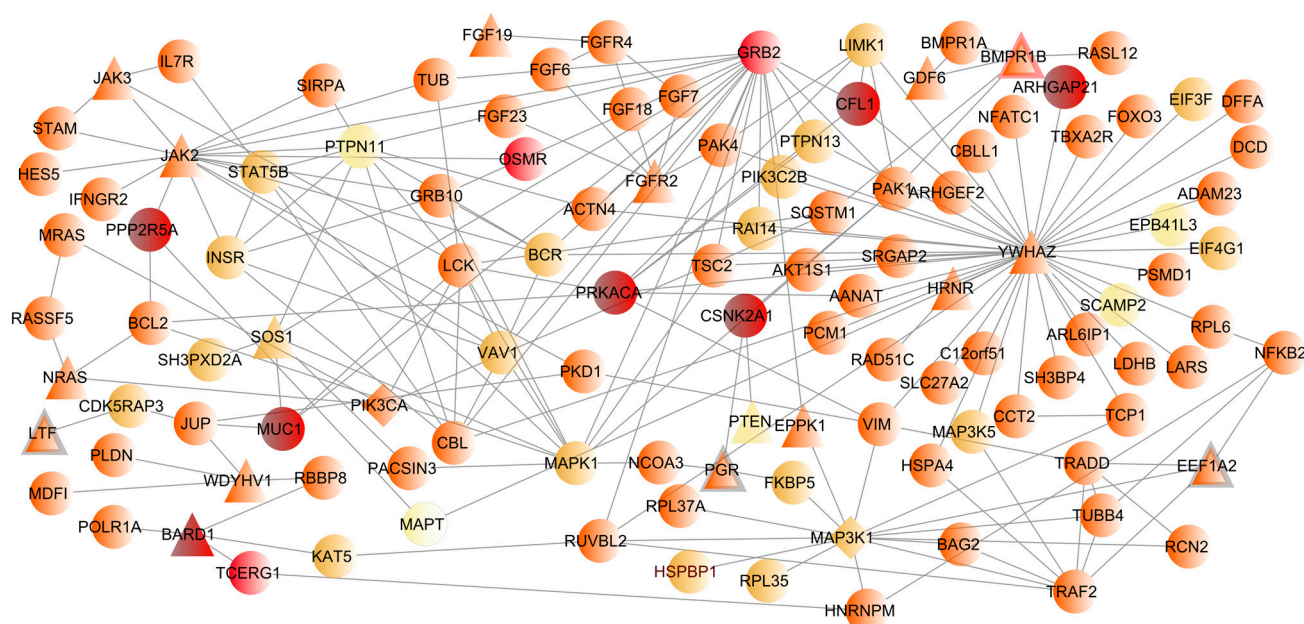 FGF19
FGFR4
GRB2
LIMK1
BMPR1A
BMPR1B
RASL12
IL7R
JAK3
SIRPA
TUB
FGF6
GDF6
ARHGAP21
FGF7
CFL1
EIF3F
DFFA
STAM
FGF18
FGF23
NFATC1
FOXO3
TBXA2R
PTPN11
PTPN13
PAK4
CBLL1
DCD
JAK2
OSMR
HES5
STAT5B
PIK3C2B
FGFR2
PAK1
ARHGEF2
ADAM23
IFNGR2
GRB10
ACTN4
SQSTM1
EPB41L3
PPP2R5A
RAI14
MRAS
INSR
BCR
YWHAZ
EIF4G1
LCK
TSC2
SRGAP2
AKT1S1
PSMD1
PRKACA
HRNR
AANAT
SCAMP2
CSNK2A1
RASSF5
BCL2
SOS1
PCM1
ARL6IP1
RPL6
VAV1
SH3PXD2A
RAD51C
C12orf51
LDHB
LARS
NFKB2
NRAS
PKD1
SLC27A2
SH3BP4
CDK5RAP3
PIK3CA
LTF
JUP
MUC1
PTEN
EPPK1
VIM
CCT2
TCP1
CBL
MAP3K5
PLDN
PACSIN3
MAPK1
NCOA3
PGR
HSPA4
TRADD
EEF1A2
WDYHV1
RBBP8
FKBP5
MDFI
RPL37A
POLR1A
BARD1
MAPT
TUBB4
KAT5
RUVBL2
MAP3K1
BAG2
RCN2
TCERG1
HSPBP1
RPL35
TRAF2
HNRNPM